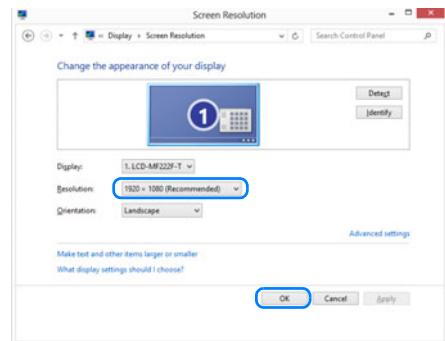 Screen Resolution
« Display › Screen Resolution
Search Control Panel
Change the appearance of your display
1
Detect
Identify
Display: 1. LCD-MF222F-T
Resolution: 1920 × 1080 (Recommended)
Orientation: Landscape
Advanced settings
Make text and other items larger or smaller
What display settings should I choose?
OK Cancel Apply